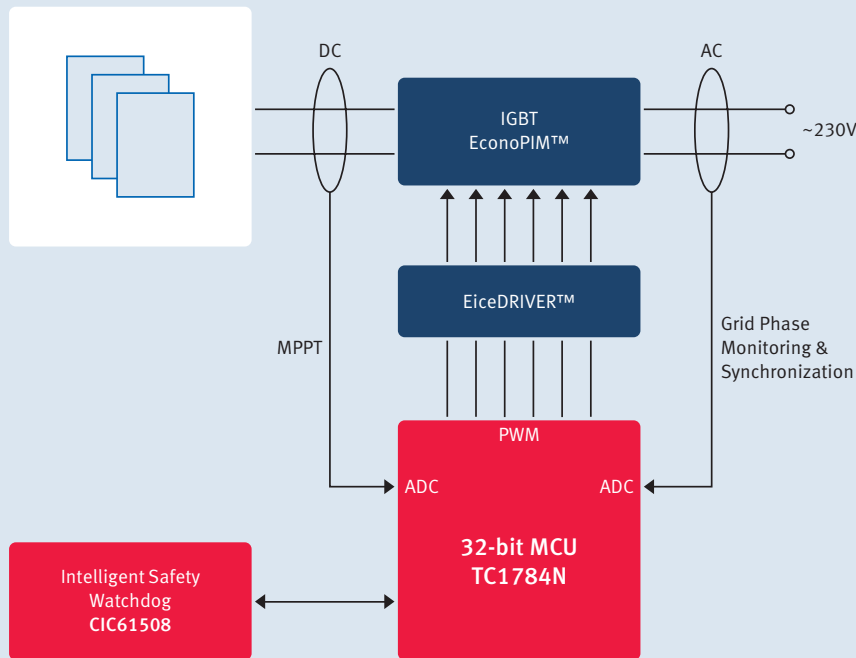 DC
AC
IGBT
EconoPIM™
~230V
EiceDRIVER™
MPPT
Grid Phase
Monitoring &
Synchronization
PWM
ADC
ADC
32-bit MCU
TC1784N
Intelligent Safety
Watchdog
CIC61508